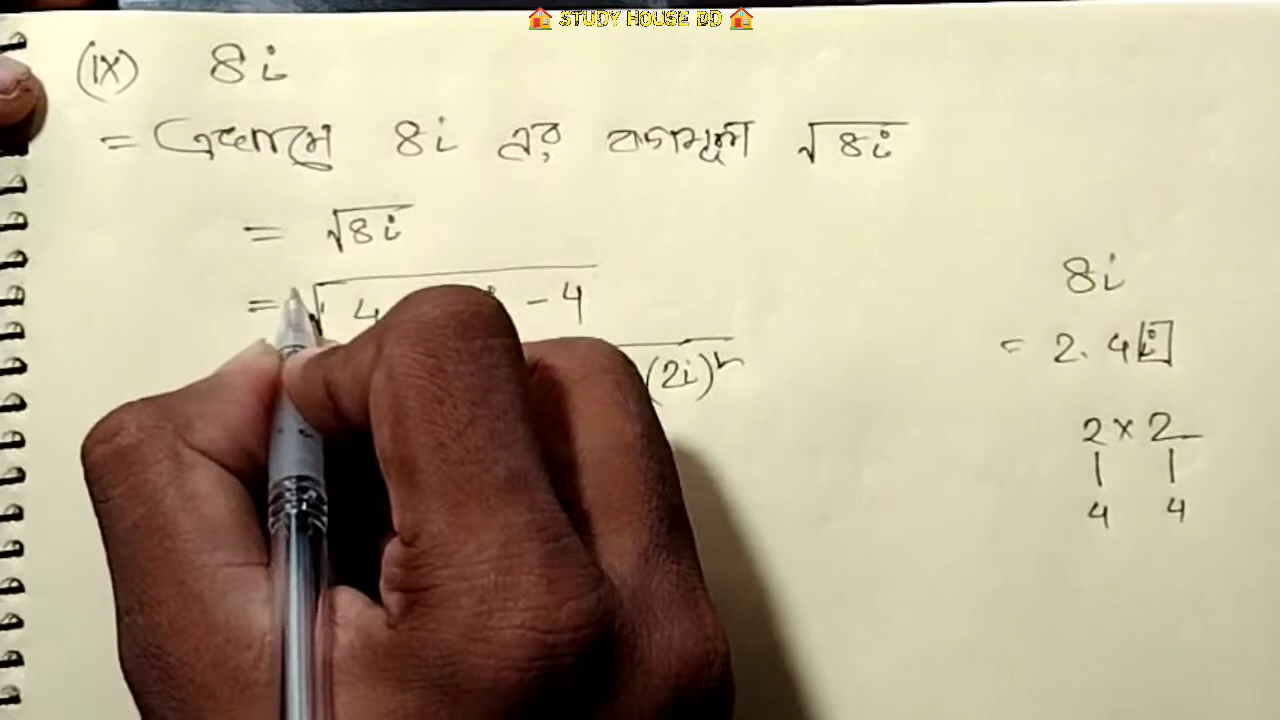 🏠 STUDY HOUSE BD 🏠
(ix) 8i
= এখানে 8i এর বর্গমূল √8i
= √8i
= √4 - 4
(2i)²
8i
= 2.4i
2×2
4 4